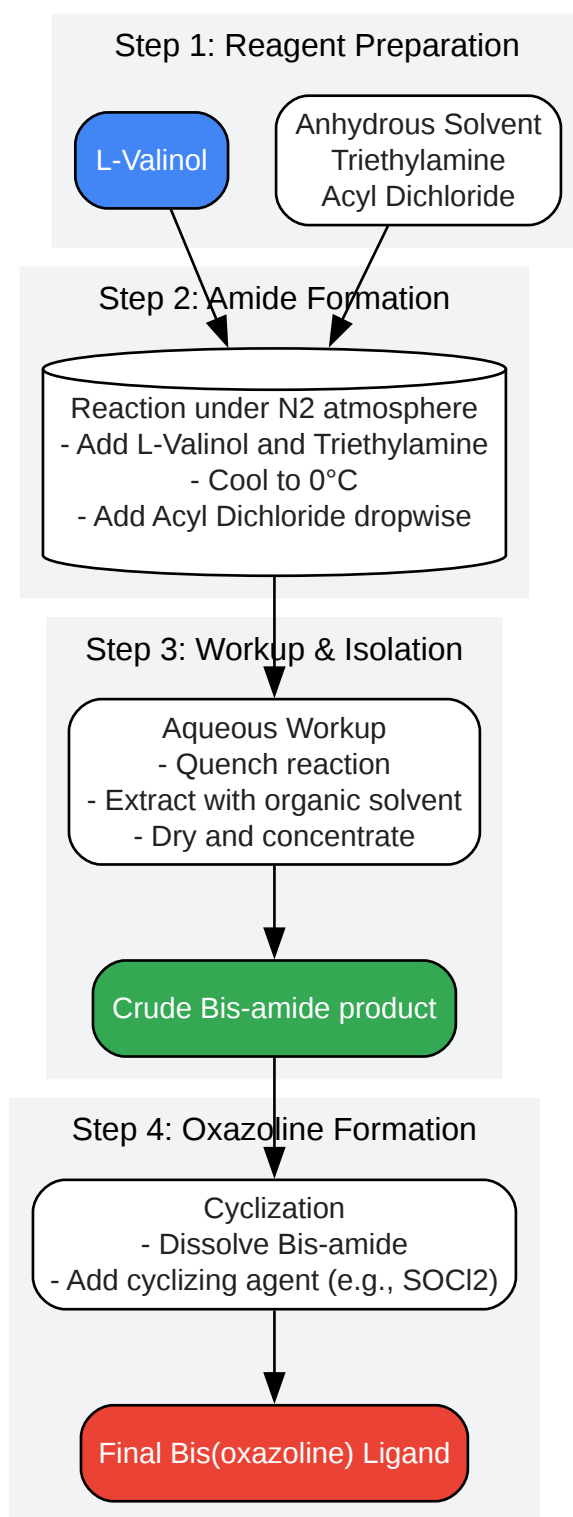 Step 1: Reagent Preparation
L-Valinol
Anhydrous Solvent
Triethylamine
Acyl Dichloride
Step 2: Amide Formation
Reaction under N2 atmosphere
- Add L-Valinol and Triethylamine
- Cool to 0°C
- Add Acyl Dichloride dropwise
Step 3: Workup & Isolation
Aqueous Workup
- Quench reaction
- Extract with organic solvent
- Dry and concentrate
Crude Bis-amide product
Step 4: Oxazoline Formation
Cyclization
- Dissolve Bis-amide
- Add cyclizing agent (e.g., SOCl2)
Final Bis(oxazoline) Ligand